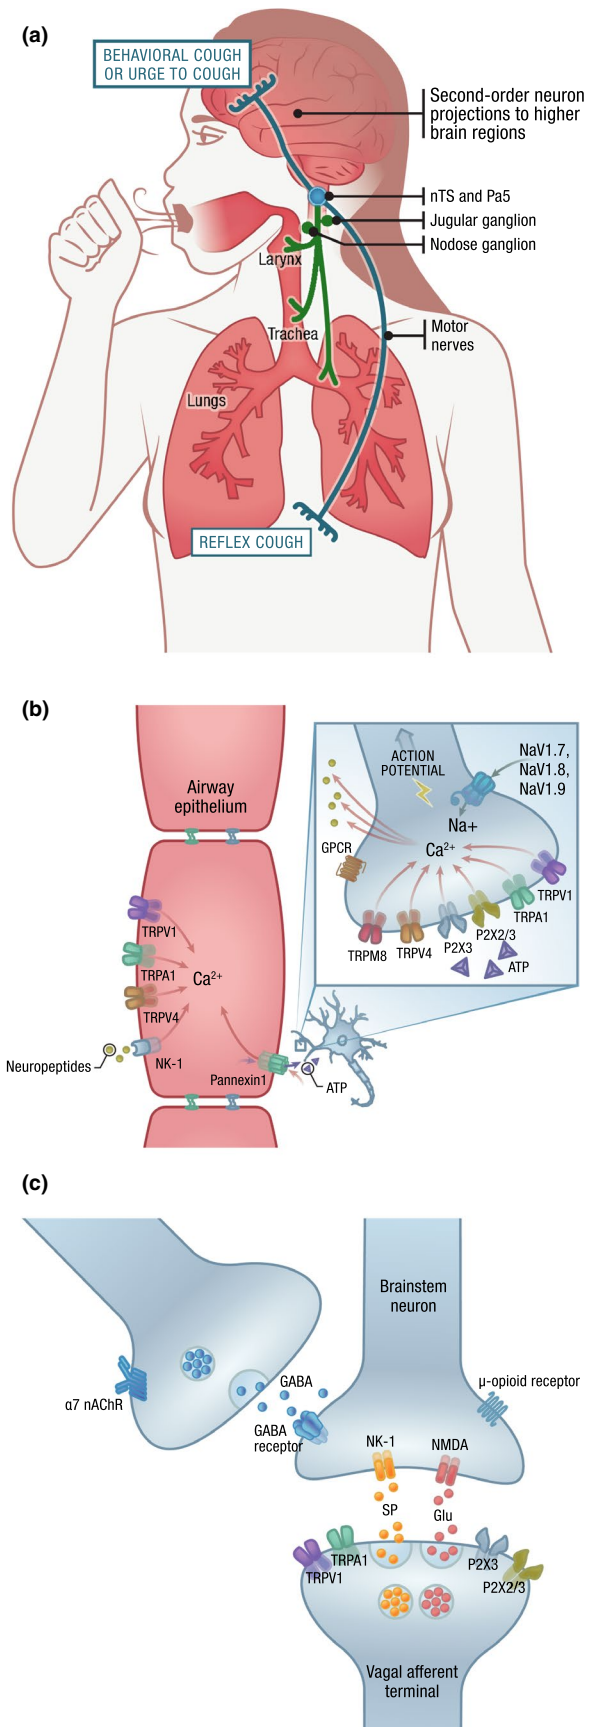 (a)
BEHAVIORAL COUGH
OR URGE TO COUGH
Second-order neuron
projections to higher
brain regions
nTS and Pa5
Jugular ganglion
Nodose ganglion
Larynx
Trachea
Motor
nerves
Lungs
REFLEX COUGH
(b)
Airway
epithelium
ACTION
POTENTIAL
NaV1.7,
NaV1.8,
NaV1.9
Na+
Ca²⁺
GPCR
TRPV1
TRPA1
P2X2/3
P2X3
TRPV4
TRPM8
ATP
TRPV1
TRPA1
Ca²⁺
TRPV4
NK-1
Neuropeptides
Pannexin1
ATP
(c)
Brainstem
neuron
α7 nAChR
GABA
GABA
receptor
μ-opioid receptor
NK-1
NMDA
SP
Glu
TRPV1
TRPA1
P2X3
P2X2/3
Vagal afferent
terminal